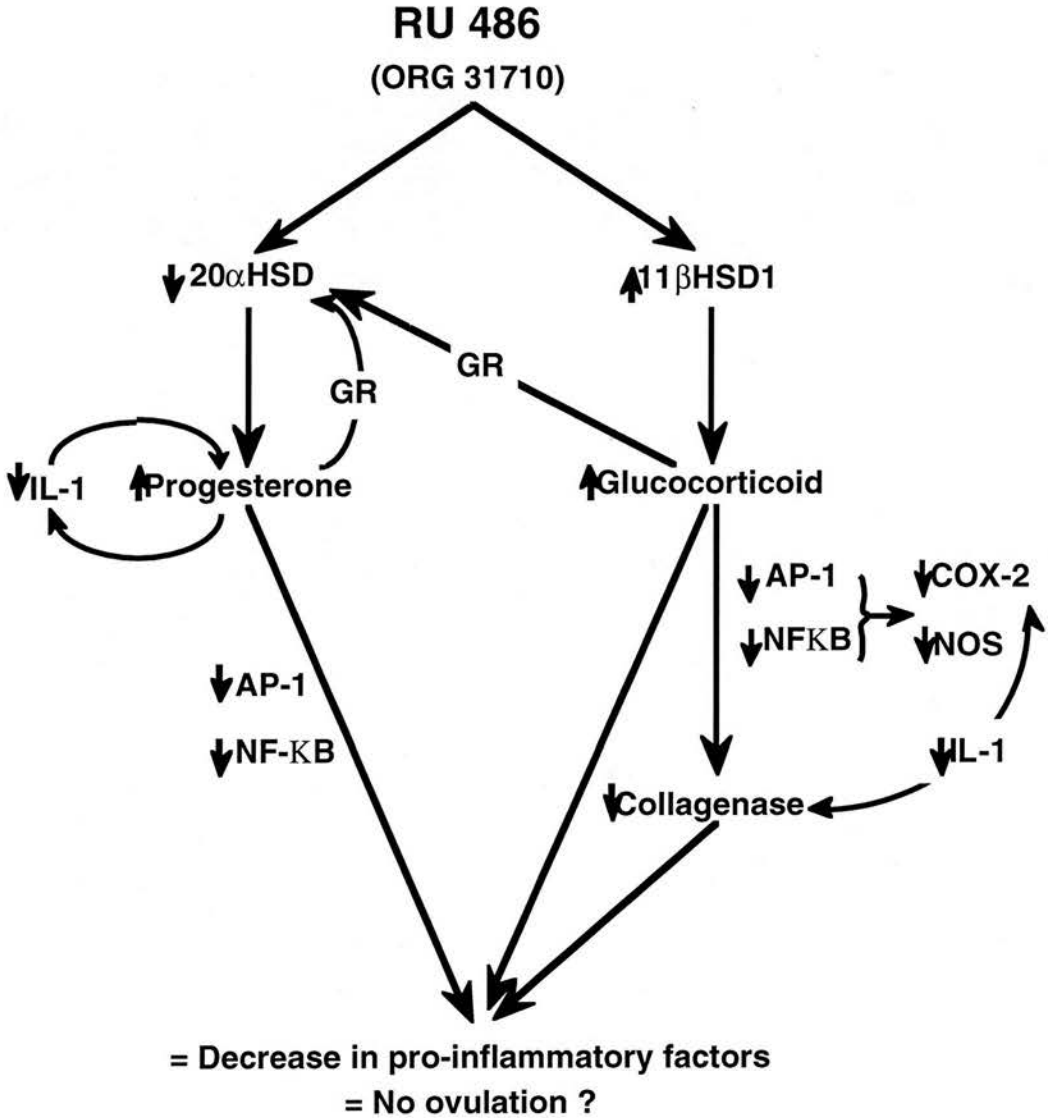 RU 486
(ORG 31710)
20αHSD
11βHSD1
GR
GR
IL-1
Progesterone
Glucocorticoid
AP-1
COX-2
NFKB
NOS
AP-1
NF-KB
IL-1
Collagenase
= Decrease in pro-inflammatory factors
= No ovulation ?